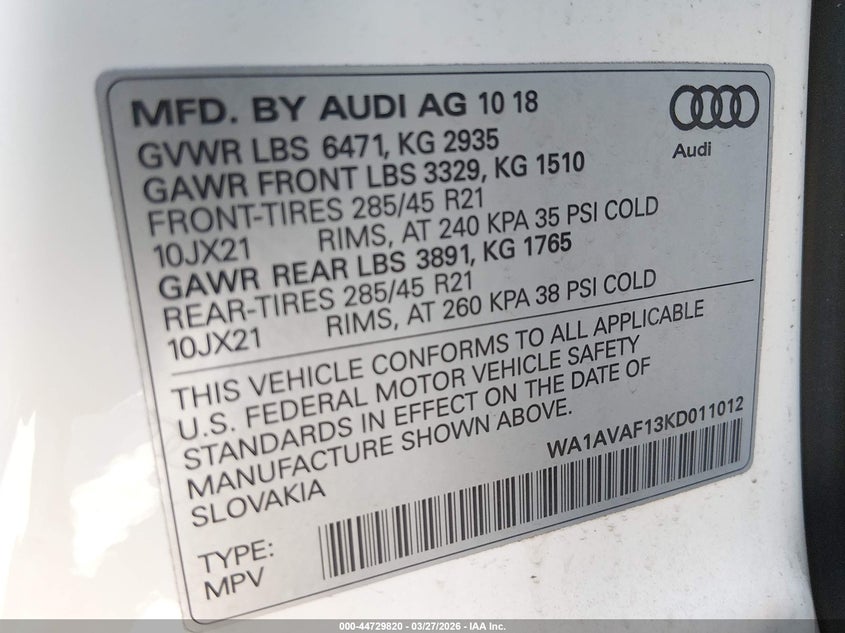 MFD. BY AUDI AG 10 18
Audi
GVWR LBS 6471, KG 2935
GAWR FRONT LBS 3329, KG 1510
FRONT-TIRES 285/45 R21
10JX21 RIMS, AT 240 KPA 35 PSI COLD
GAWR REAR LBS 3891, KG 1765
REAR-TIRES 285/45 R21
10JX21 RIMS, AT 260 KPA 38 PSI COLD
THIS VEHICLE CONFORMS TO ALL APPLICABLE
U.S. FEDERAL MOTOR VEHICLE SAFETY
STANDARDS IN EFFECT ON THE DATE OF
MANUFACTURE SHOWN ABOVE.
SLOVAKIA
WA1AVAF13KD011012
TYPE:
MPV
000-44729820 — 03/27/2026 — IAA Inc.